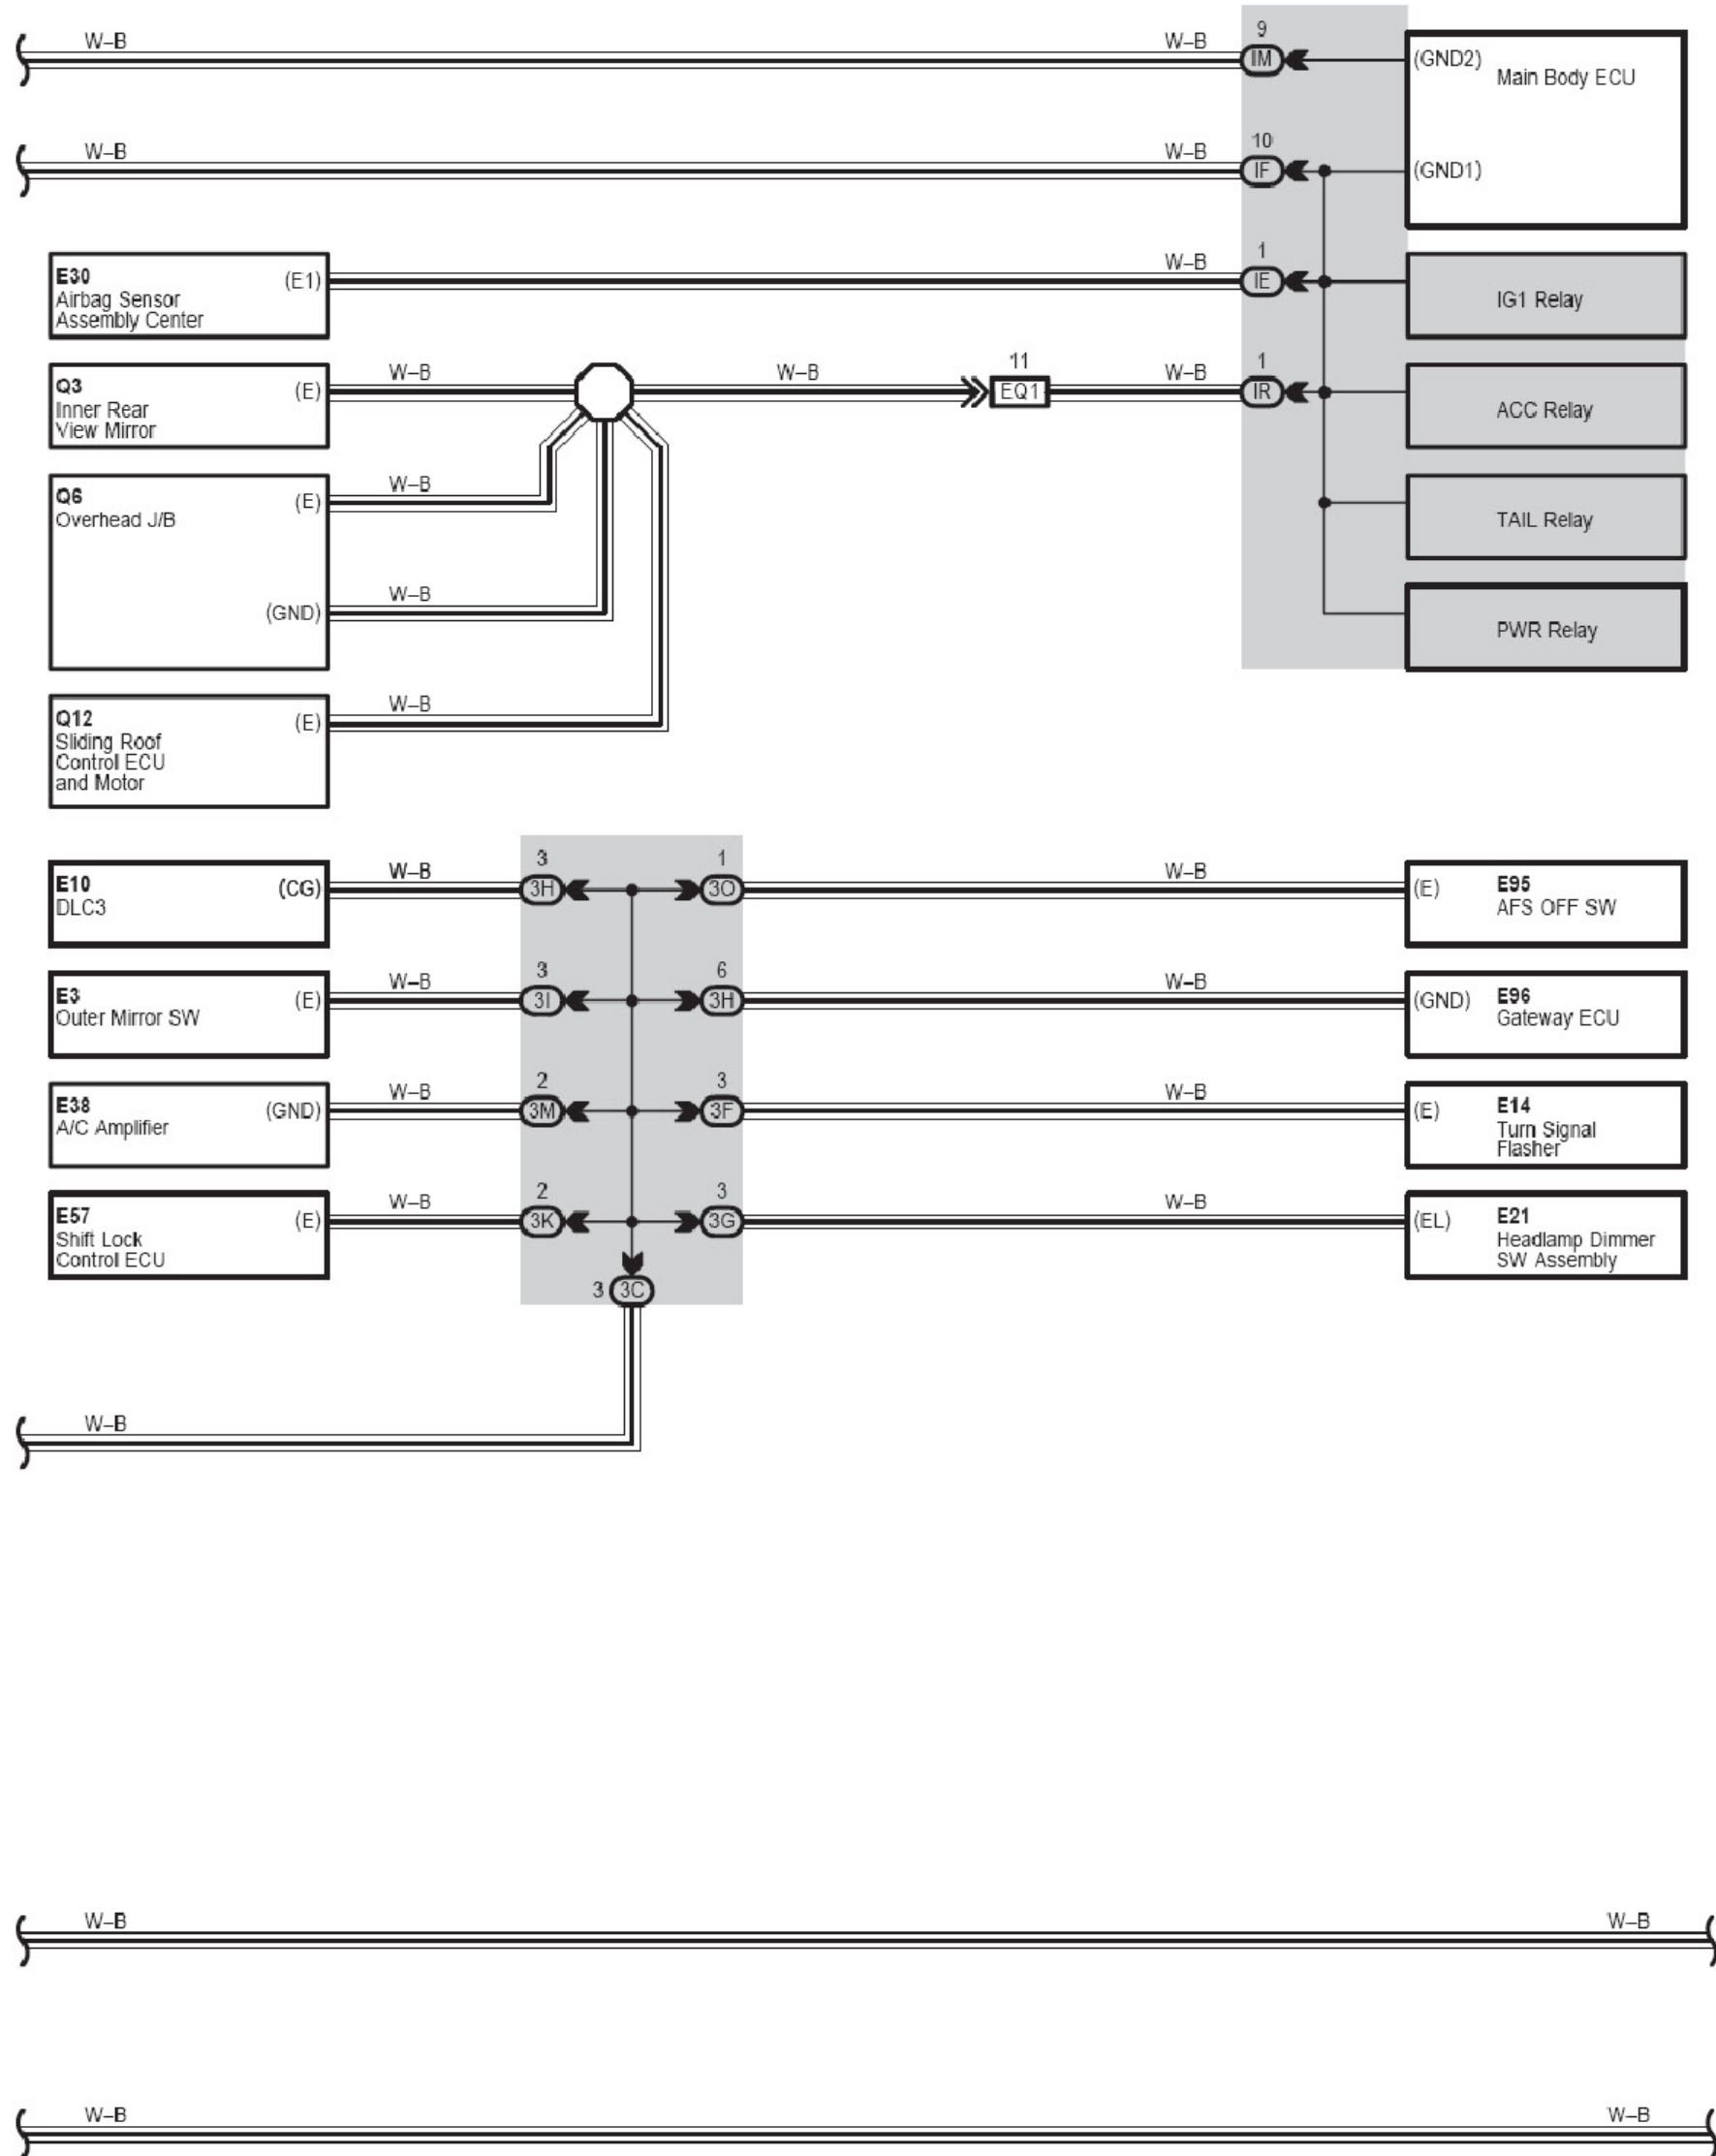 W–B
W–B
9
IM
(GND2)
Main Body ECU
W–B
W–B
10
IF
(GND1)
E30
(E1)
Airbag Sensor
Assembly Center
W–B
1
IE
IG1 Relay
Q3
(E)
Inner Rear
View Mirror
W–B
W–B
11
EQ1
W–B
1
IR
ACC Relay
Q6
(E)
Overhead J/B
W–B
TAIL Relay
(GND)
W–B
PWR Relay
Q12
(E)
Sliding Roof
Control ECU
and Motor
W–B
E10
(CG)
DLC3
W–B
3
3H
1
3O
W–B
(E)
E95
AFS OFF SW
E3
(E)
Outer Mirror SW
W–B
3
3I
6
3H
W–B
(GND)
E96
Gateway ECU
E38
(GND)
A/C Amplifier
W–B
2
3M
3
3F
W–B
(E)
E14
Turn Signal
Flasher
E57
(E)
Shift Lock
Control ECU
W–B
2
3K
3
3G
W–B
(EL)
E21
Headlamp Dimmer
SW Assembly
3
3C
W–B
W–B
W–B
W–B
W–B